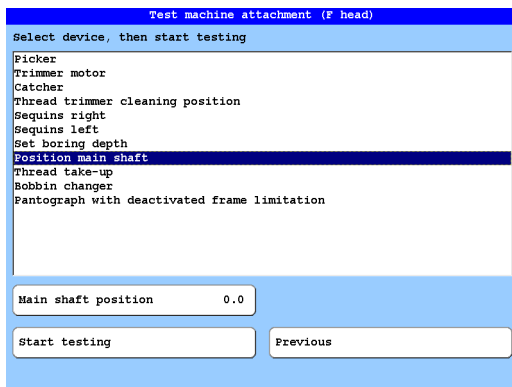 Test machine attachment (F head)
Select device, then start testing
Picker
Trimmer motor
Catcher
Thread trimmer cleaning position
Sequins right
Sequins left
Set boring depth
Position main shaft
Thread take-up
Bobbin changer
Pantograph with deactivated frame limitation
Main shaft position 0.0
Start testing Previous